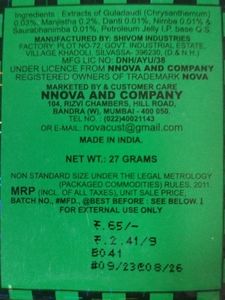 Ingredients: Extracts of Guladaudi (Chrysanthemum)
0.03%, Manjistha 0.2%, Danti 0.01%, Nimba 0.01% &
Saurabhanimba 0.01%, Petroleum Jelly I.P. base Q.S.
MANUFACTURED BY: SHIVOM INDUSTRIES
FACTORY: PLOT NO.72, GOVT. INDUSTRIAL ESTATE,
VILLAGE KHADOLI, SILVASSA- 396230. (D & N H.)
MFG LIC NO: DNH/AYU/38
UNDER LICENCE FROM NNOVA AND COMPANY
REGISTERED OWNERS OF TRADEMARK NOVA
MARKETED BY & CUSTOMER CARE
NNOVA AND COMPANY
104, RIZVI CHAMBERS, HILL ROAD,
BANDRA (W), MUMBAI - 400 050.
TEL: (022)40021143
OR E-MAIL: novacust@gmail.com
MADE IN INDIA.
NET: 27 GRAMS
NON STANDARD SIZE UNDER THE LEGAL METROLOGY
(PACKAGED COMMODITIES) RULES, 2011.
MRP (INCL. OF ALL TAXES), UNIT SALE PRICE,
BATCH NO., #MFD., @BEST BEFORE : SEE BELOW.
FOR EXTERNAL USE ONLY
₹.65/-
₹.2.41/9
B041
#09/23@08/26